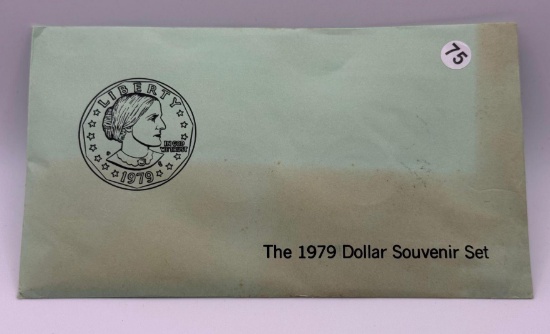 75
LIBERTY
IN GOD
WE TRUST
1979
The 1979 Dollar Souvenir Set